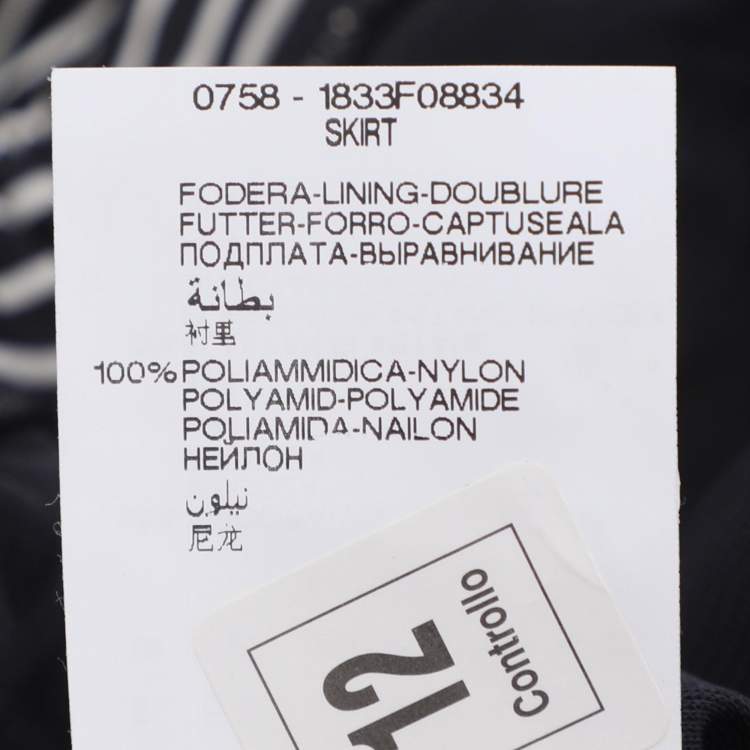 0758 - 1833F08834
SKIRT
FODERA-LINING-DOUBLURE
FUTTER-FORRO-CAPTUSEALA
ПОДПЛАТА-ВЫРАВНИВАНИЕ
بطانة
衬里
100% POLIAMMIDICA-NYLON
POLYAMID-POLYAMIDE
POLIAMIDA-NAILON
НЕЙЛОН
نيلون
尼龙
Controllo
12